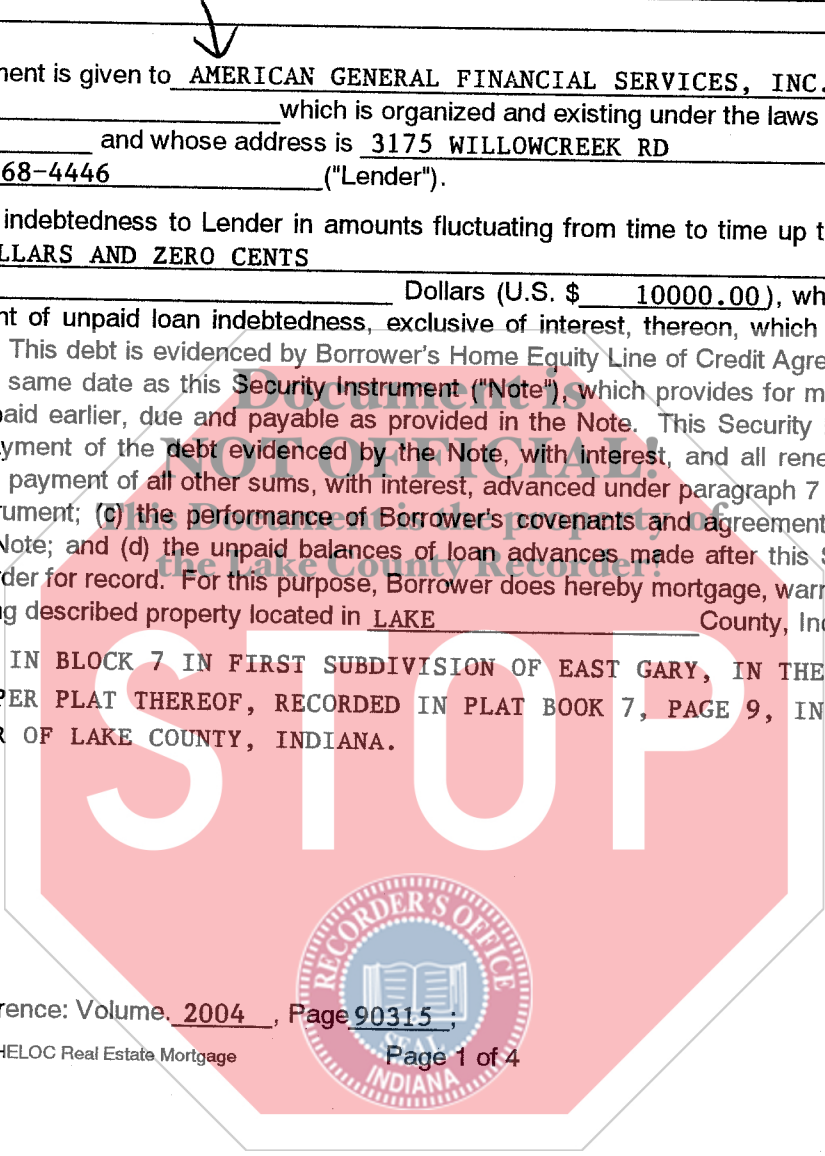 ment is given to AMERICAN GENERAL FINANCIAL SERVICES, INC.
which is organized and existing under the laws
and whose address is 3175 WILLOWCREEK RD
68-4446 ("Lender").
indebtedness to Lender in amounts fluctuating from time to time up t
LLARS AND ZERO CENTS
Dollars (U.S. $ 10000.00), wh
nt of unpaid loan indebtedness, exclusive of interest, thereon, which
This debt is evidenced by Borrower's Home Equity Line of Credit Agre
same date as this Security Instrument ("Note"), which provides for m
Document is
paid earlier, due and payable as provided in the Note. This Security
yment of the debt evidenced by the Note, with interest, and all rene
NOT OFFICIAL!
payment of all other sums, with interest, advanced under paragraph 7
rument; (c) the performance of Borrower's covenants and agreement
This Document is the property of
Note; and (d) the unpaid balances of loan advances made after this S
the Lake County Recorder!
der for record. For this purpose, Borrower does hereby mortgage, warr
g described property located in LAKE County, Ind
IN BLOCK 7 IN FIRST SUBDIVISION OF EAST GARY, IN THE
PER PLAT THEREOF, RECORDED IN PLAT BOOK 7, PAGE 9, IN
R OF LAKE COUNTY, INDIANA.
STOP
RECORDER'S OFFICE
rence: Volume. 2004 , Page 90315 ;
SEAL
HELOC Real Estate Mortgage Page 1 of 4
INDIANA